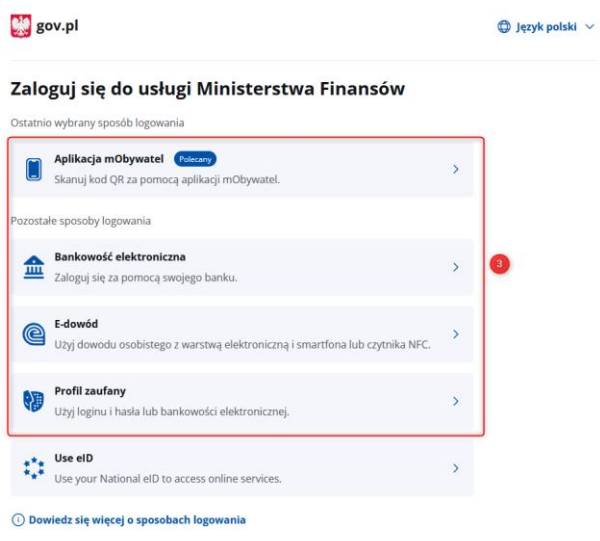 gov.pl
Język polski
Zaloguj się do usługi Ministerstwa Finansów
Ostatnio wybrany sposób logowania
Aplikacja mObywatel Polecany
Skanuj kod QR za pomocą aplikacji mObywatel.
Pozostałe sposoby logowania
Bankowość elektroniczna
Zaloguj się za pomocą swojego banku.
3
E-dowód
Użyj dowodu osobistego z warstwą elektroniczną i smartfona lub czytnika NFC.
Profil zaufany
Użyj loginu i hasła lub bankowości elektronicznej.
Use eID
Use your National eID to access online services.
Dowiedz się więcej o sposobach logowania